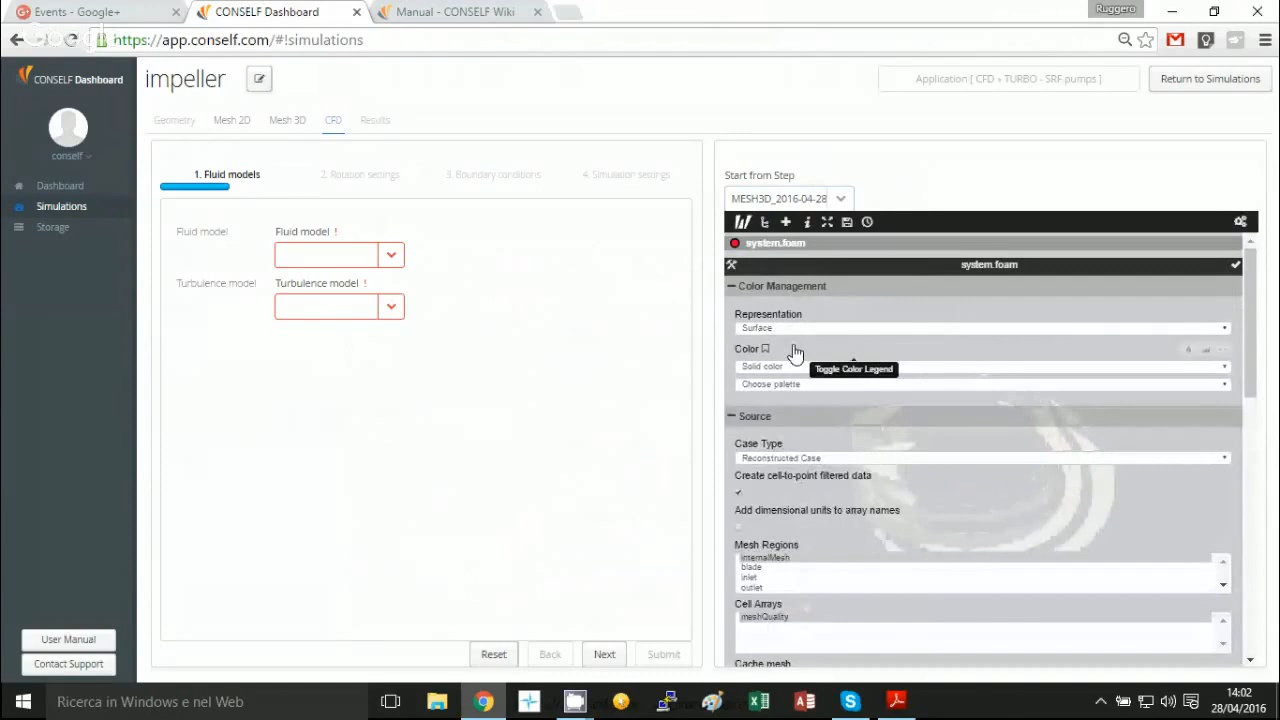 Events - Google+
CONSELF Dashboard
Manual - CONSELF Wiki
Ruggero
https://app.conself.com/#!simulations
CONSELF Dashboard
impeller
Application [ CFD » TURBO - SRF pumps ]
Return to Simulations
Geometry
Mesh 2D
Mesh 3D
CFD
Results
conself
Dashboard
Simulations
Storage
User Manual
Contact Support
1. Fluid models
2. Rotation settings
3. Boundary conditions
4. Simulation settings
Fluid model
Fluid model !
Turbulence model
Turbulence model !
Reset
Back
Next
Submit
Start from Step
MESH3D_2016-04-28
system.foam
system.foam
Color Management
Representation
Surface
Color
Toggle Color Legend
Solid color
Choose palette
Source
Case Type
Reconstructed Case
Create cell-to-point filtered data
Add dimensional units to array names
Mesh Regions
internalMesh
blade
inlet
outlet
Cell Arrays
meshQuality
Cache mesh
Ricerca in Windows e nel Web
14:02
28/04/2016